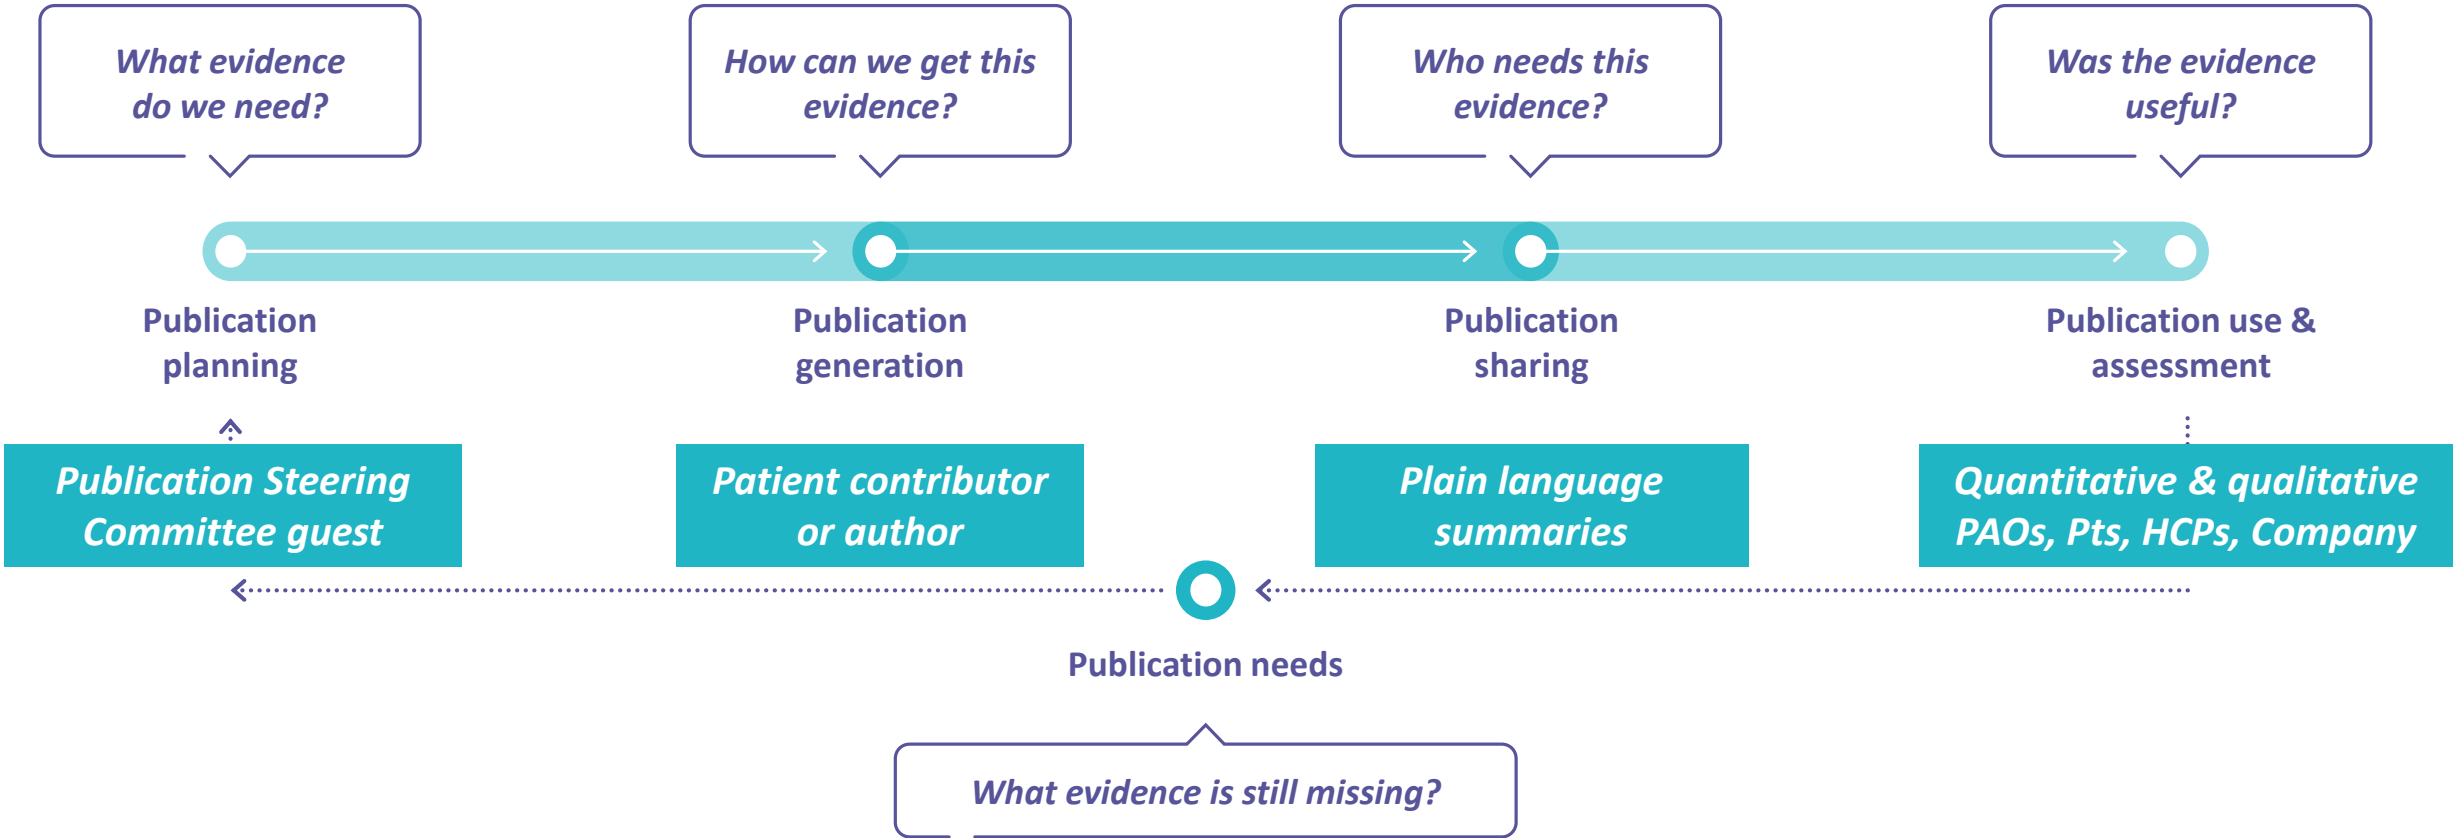 What evidence
do we need?
How can we get this
evidence?
Who needs this
evidence?
Was the evidence
useful?
Publication
planning
Publication
generation
Publication
sharing
Publication use &
assessment
Publication Steering
Committee guest
Patient contributor
or author
Plain language
summaries
Quantitative & qualitative
PAOs, Pts, HCPs, Company
Publication needs
What evidence is still missing?